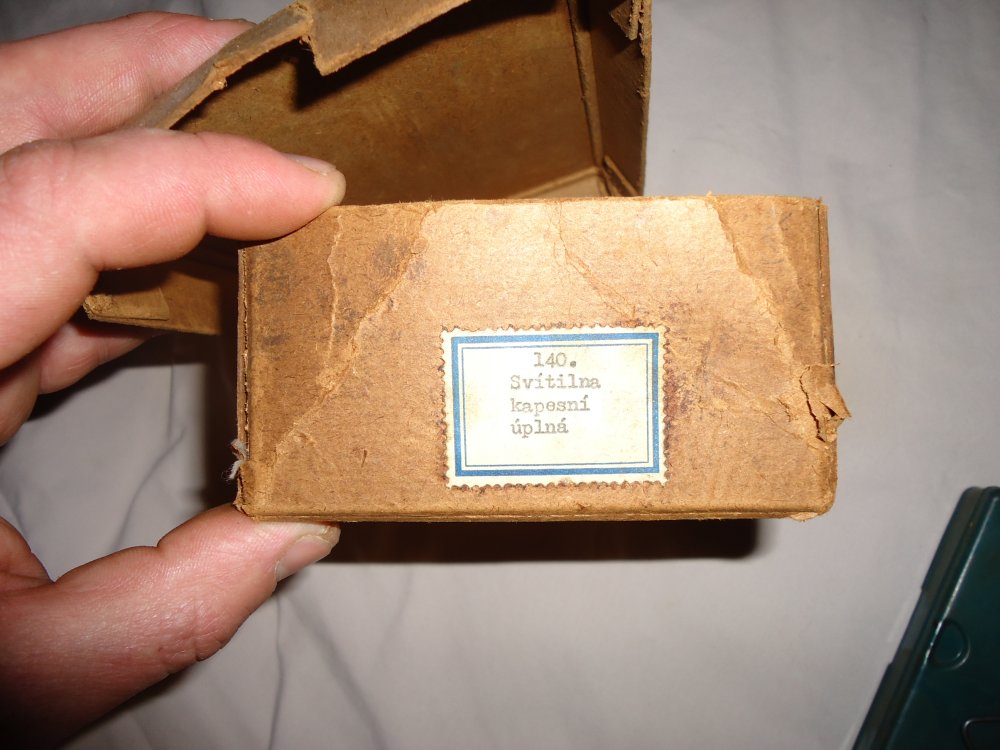 140.
Svítilna
kapesní
úplná